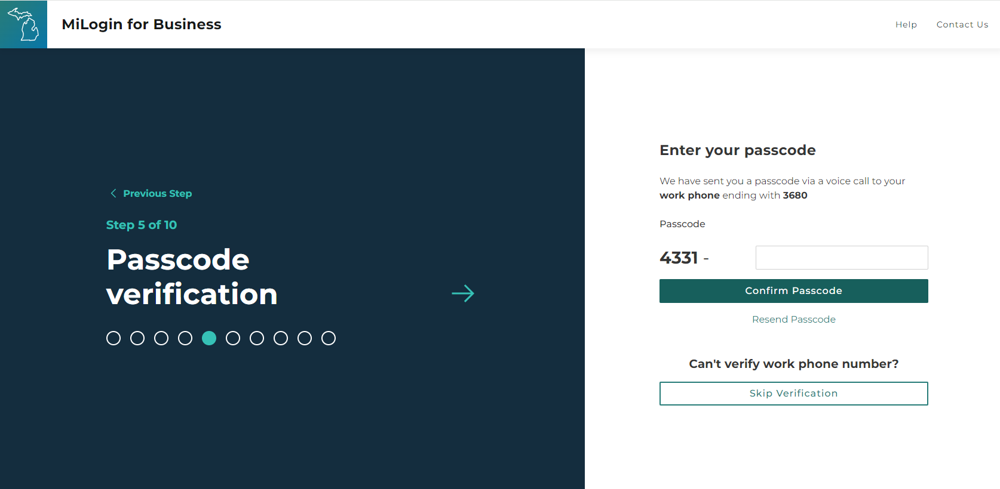 MiLogin for Business
Help
Contact Us
Previous Step
Step 5 of 10
Passcode
verification
Enter your passcode
We have sent you a passcode via a voice call to your
work phone ending with 3680
Passcode
4331 -
Confirm Passcode
Resend Passcode
Can't verify work phone number?
Skip Verification